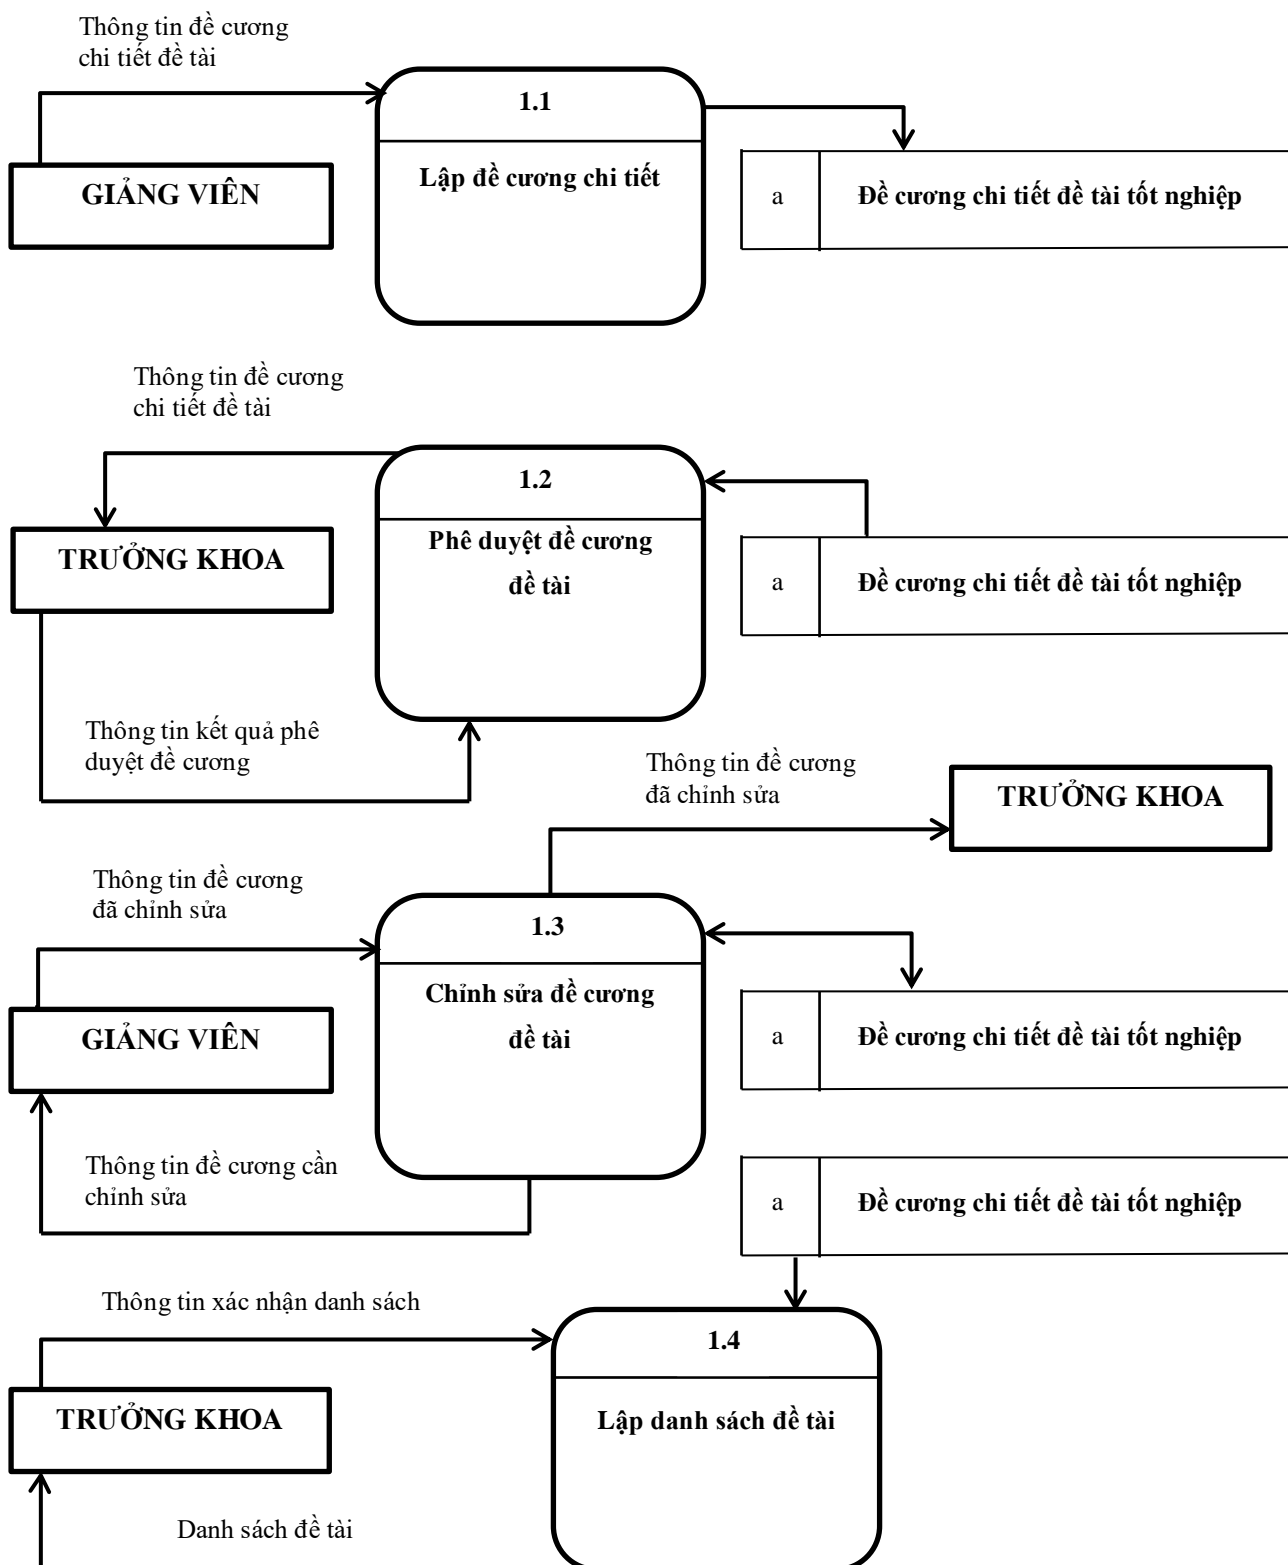 Thông tin đề cương
chi tiết đề tài
1.1
GIẢNG VIÊN
Lập đề cương chi tiết
a
Đề cương chi tiết đề tài tốt nghiệp
Thông tin đề cương
chi tiết đề tài
1.2
TRƯỞNG KHOA
Phê duyệt đề cương
đề tài
a
Đề cương chi tiết đề tài tốt nghiệp
Thông tin kết quả phê
duyệt đề cương
Thông tin đề cương
đã chỉnh sửa
TRƯỞNG KHOA
Thông tin đề cương
đã chỉnh sửa
1.3
GIẢNG VIÊN
Chỉnh sửa đề cương
đề tài
a
Đề cương chi tiết đề tài tốt nghiệp
Thông tin đề cương cần
chỉnh sửa
a
Đề cương chi tiết đề tài tốt nghiệp
Thông tin xác nhận danh sách
1.4
TRƯỞNG KHOA
Lập danh sách đề tài
Danh sách đề tài